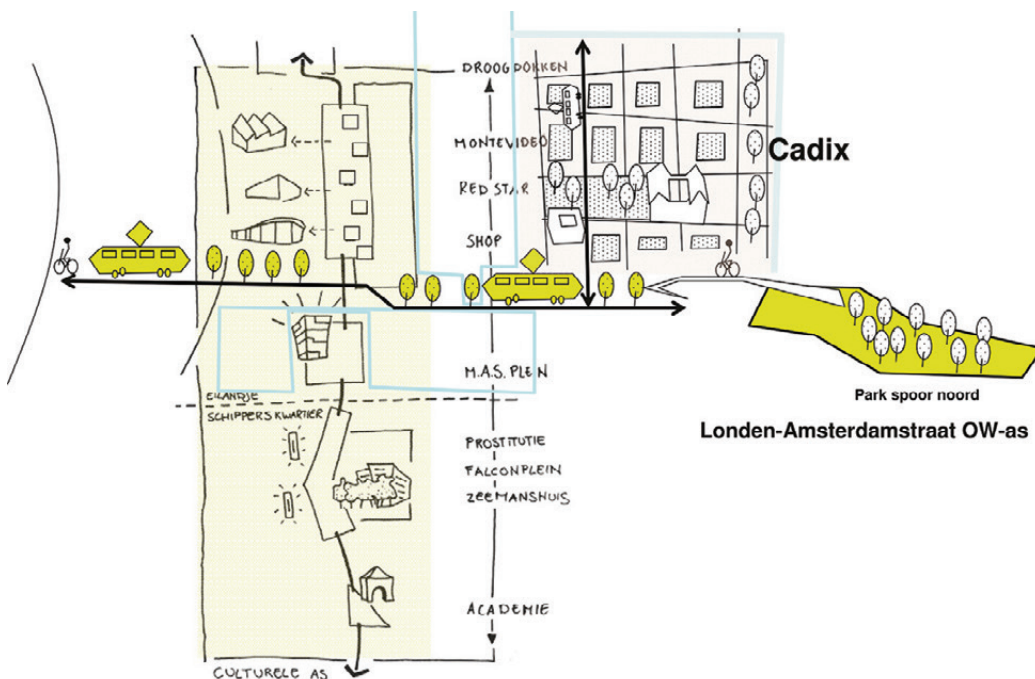 DROOGDOKKEN
MONTEVIDEO
RED STAR
SHOP
Cadix
M.A.S. PLEIN
EILANDJE
SCHIPPERSKWARTIER
Park spoor noord
Londen-Amsterdamstraat OW-as
PROSTITUTIE
FALCONPLEIN
ZEEMANSHUIS
ACADEMIE
CULTURELE AS